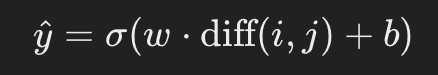 ŷ = σ(w · diff(i, j) + b)